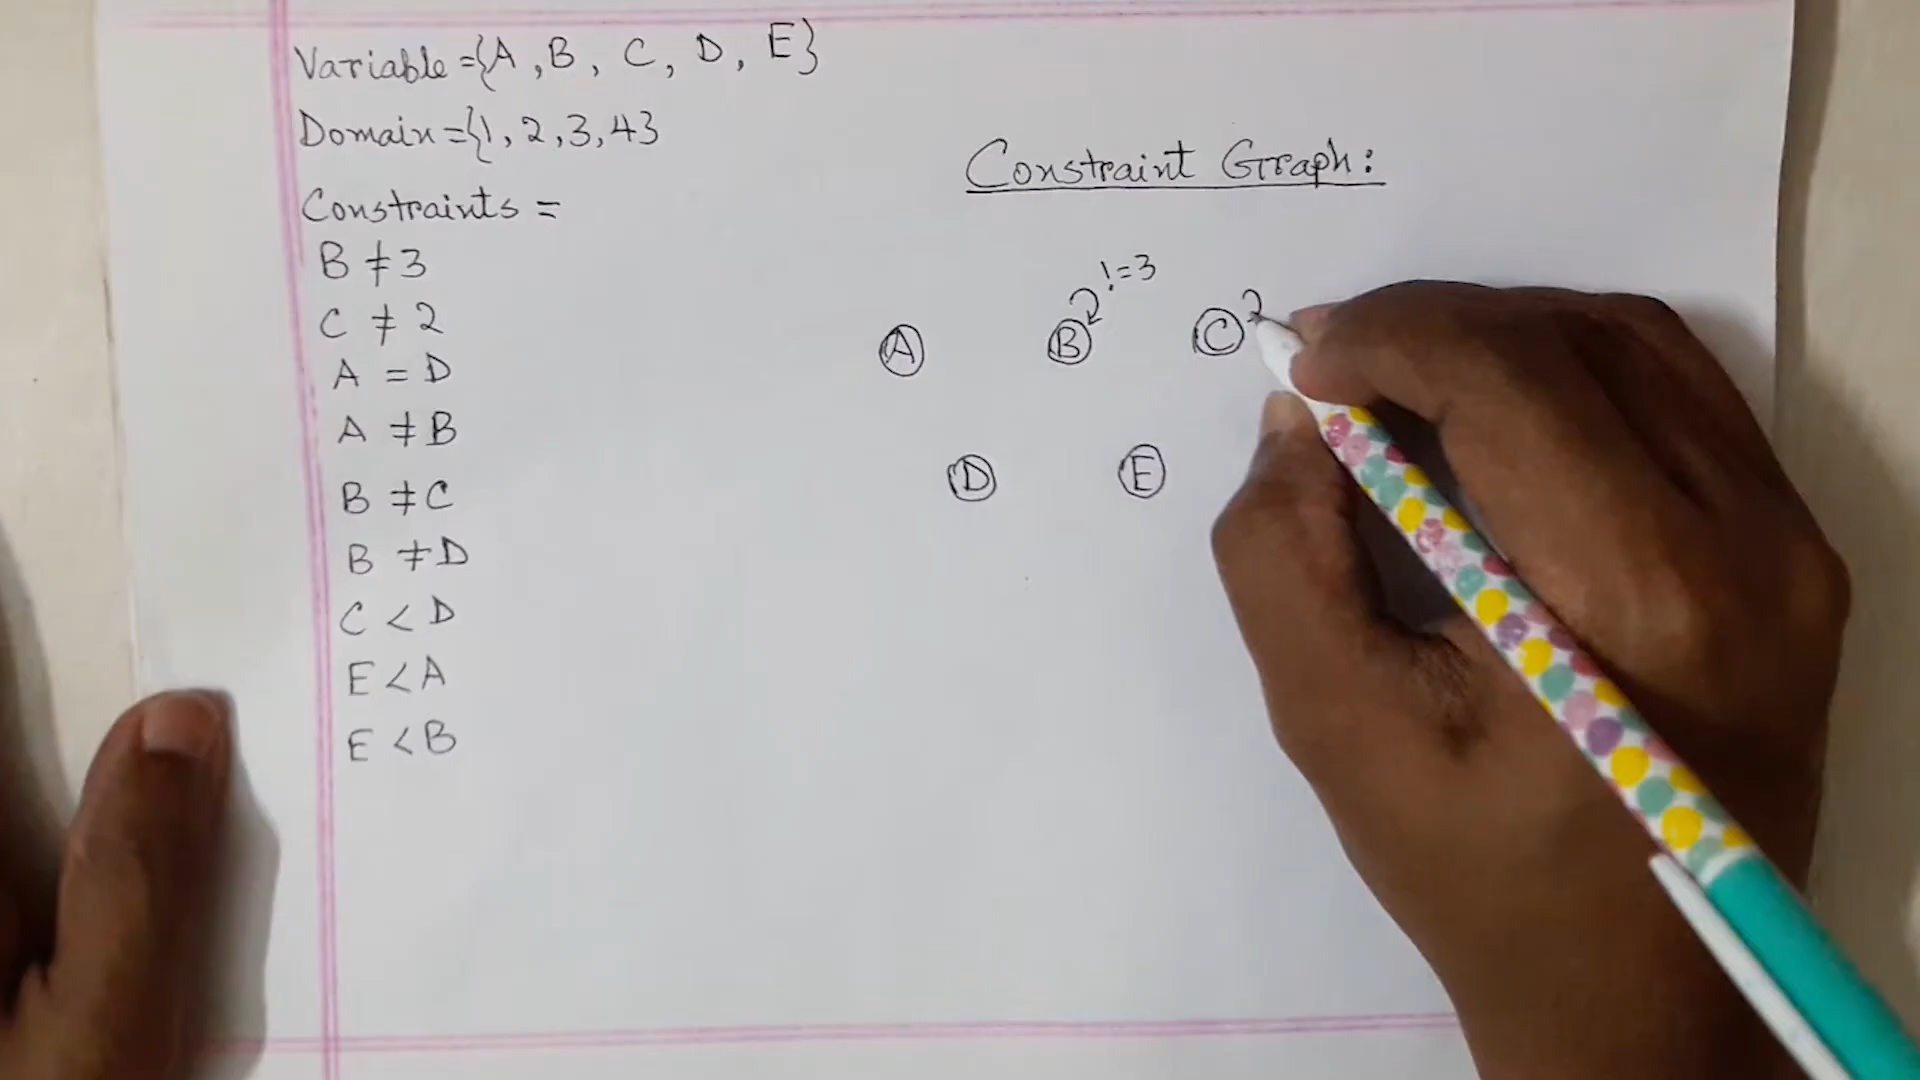 Variable={A, B, C, D, E}
Domain={1, 2, 3, 4}
Constraints =
B ≠ 3
C ≠ 2
A = D
A ≠ B
B ≠ C
B ≠ D
C < D
E < A
E < B
Constraint Graph:
!=3
A
B
C
D
E